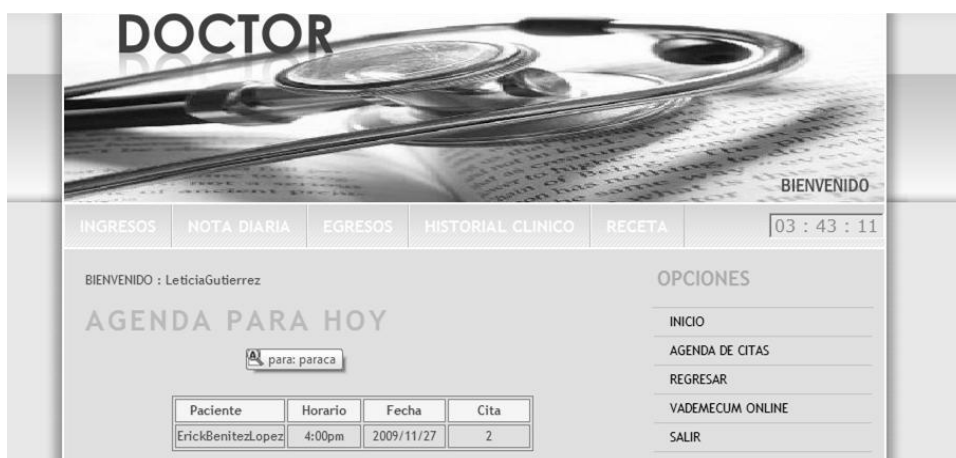 DOCTOR
BIENVENIDO
INGRESOS NOTA DIARIA EGRESOS HISTORIAL CLINICO RECETA 03 : 43 : 11
BIENVENIDO : LeticiaGutierrez
AGENDA PARA HOY
para: paraca
Paciente Horario Fecha Cita
ErickBenitezLopez 4:00pm 2009/11/27 2
OPCIONES
INICIO
AGENDA DE CITAS
REGRESAR
VADEMECUM ONLINE
SALIR